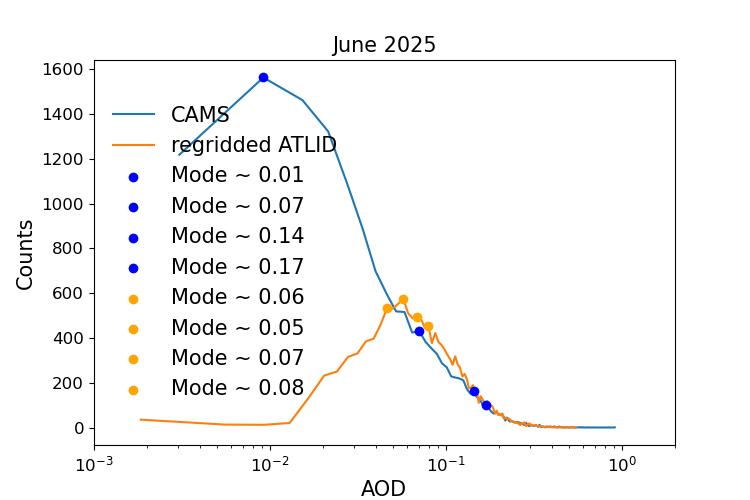 June 2025
1600
1400
1200
1000
800
600
400
200
0
Counts
CAMS
regridded ATLID
Mode ~ 0.01
Mode ~ 0.07
Mode ~ 0.14
Mode ~ 0.17
Mode ~ 0.06
Mode ~ 0.05
Mode ~ 0.07
Mode ~ 0.08
10⁻³ 10⁻² 10⁻¹ 10⁰
AOD